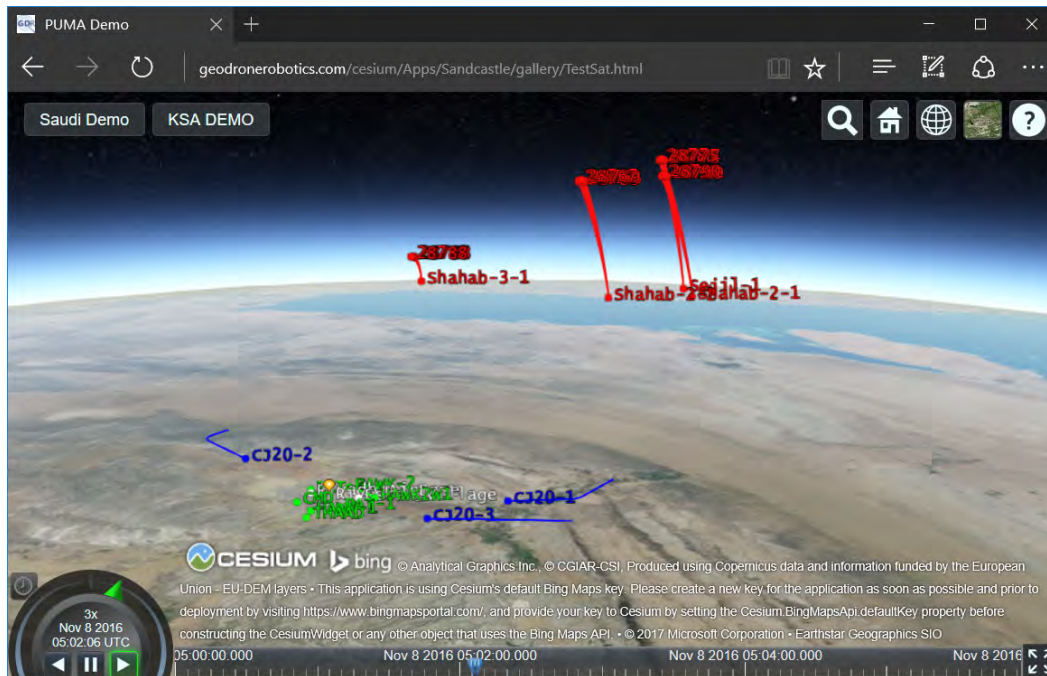 PUMA Demo
geodronerobotics.com/cesium/Apps/Sandcastle/gallery/TestSat.html
Saudi Demo KSA DEMO
?
28790
Shahab-3-1
Shahab-2-1
CJ20-2
CJ20-1
CJ20-3
CESIUM bing © Analytical Graphics Inc., © CGIAR-CSI, Produced using Copernicus data and information funded by the European
Union - EU-DEM layers • This application is using Cesium's default Bing Maps key. Please create a new key for the application as soon as possible and prior to
deployment by visiting https://www.bingmapsportal.com/, and provide your key to Cesium by setting the Cesium.BingMapsApi.defaultKey property before
constructing the CesiumWidget or any other object that uses the Bing Maps API. • © 2017 Microsoft Corporation • Earthstar Geographics SIO
3x
Nov 8 2016
05:02:06 UTC
05:00:00.000 Nov 8 2016 05:02:00.000 Nov 8 2016 05:04:00.000 Nov 8 2016